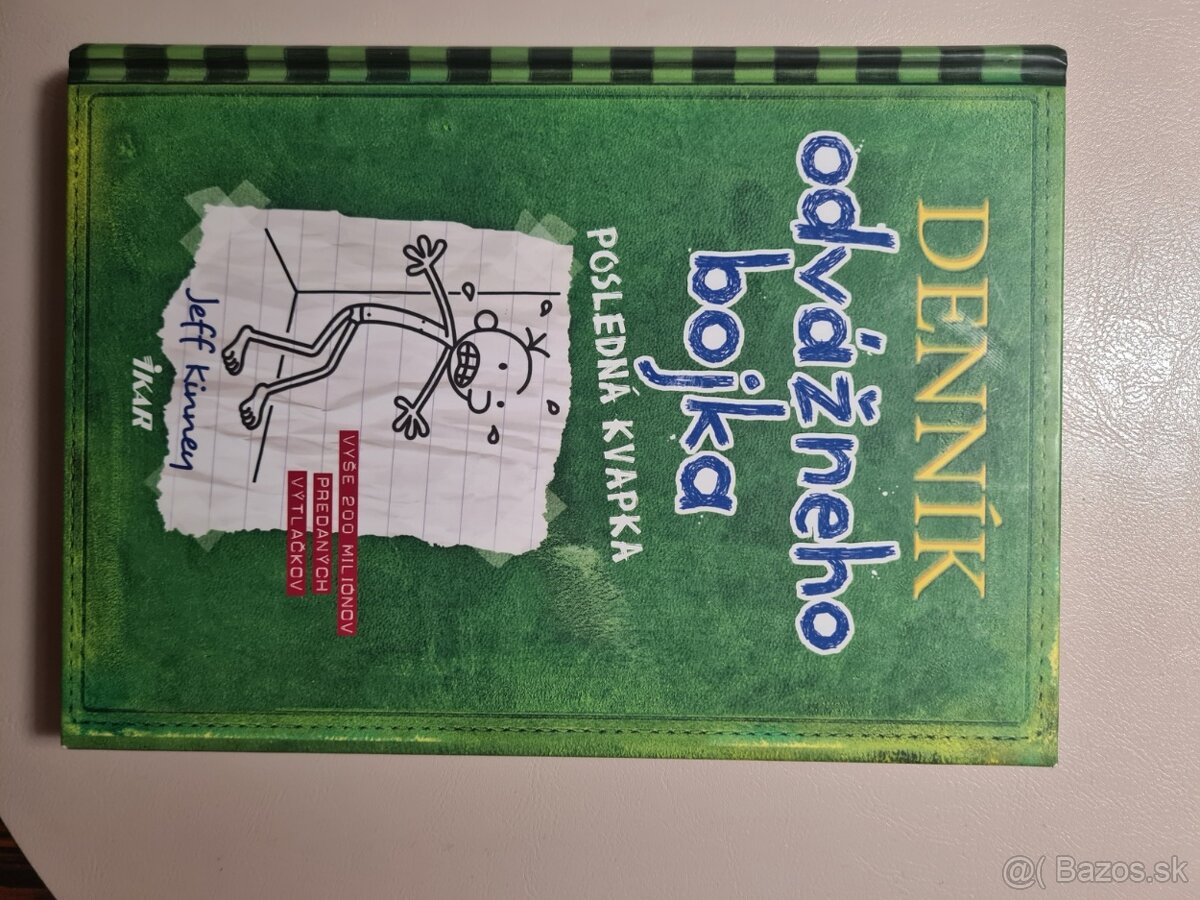 DENNÍK
odvážneho
bojka
POSLEDNÁ KVAPKA
VYŠE 200 MILIÓNOV
PREDANÝCH
VÝTLAČKOV
Jeff Kinney
IKAR
@( Bazos.sk